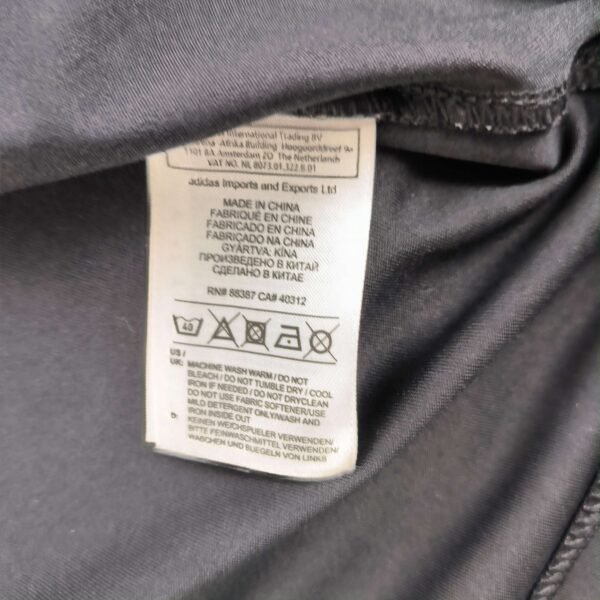 International Trading BV
-Afrika Building Hoogoorddreef 9a
1101 BA Amsterdam ZO The Netherlands
VAT NO. NL 8073.01.322.B.01
adidas Imports and Exports Ltd
MADE IN CHINA
FABRIQUÉ EN CHINE
FABRICADO EN CHINA
FABRICADO NA CHINA
GYÁRTVA: KÍNA
ПРОИЗВЕДЕНО В КИТАЙ
СДЕЛАНО В КИТАЕ
RN# 88387 CA# 40312
40
US /
UK: MACHINE WASH WARM / DO NOT
BLEACH / DO NOT TUMBLE DRY / COOL
IRON IF NEEDED / DO NOT DRYCLEAN
DO NOT USE FABRIC SOFTENER/USE
MILD DETERGENT ONLY/WASH AND
IRON INSIDE OUT
D: KEINEN WEICHSPUELER VERWENDEN/
BITTE FEINWASCHMITTEL VERWENDEN/
WASCHEN UND BUEGELN VON LINKS